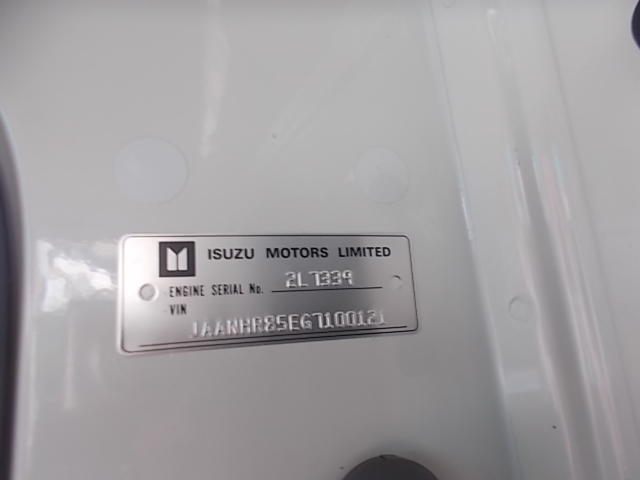 ISUZU MOTORS LIMITED
ENGINE SERIAL No. 2L7339
VIN
JAANHR85EG7100121